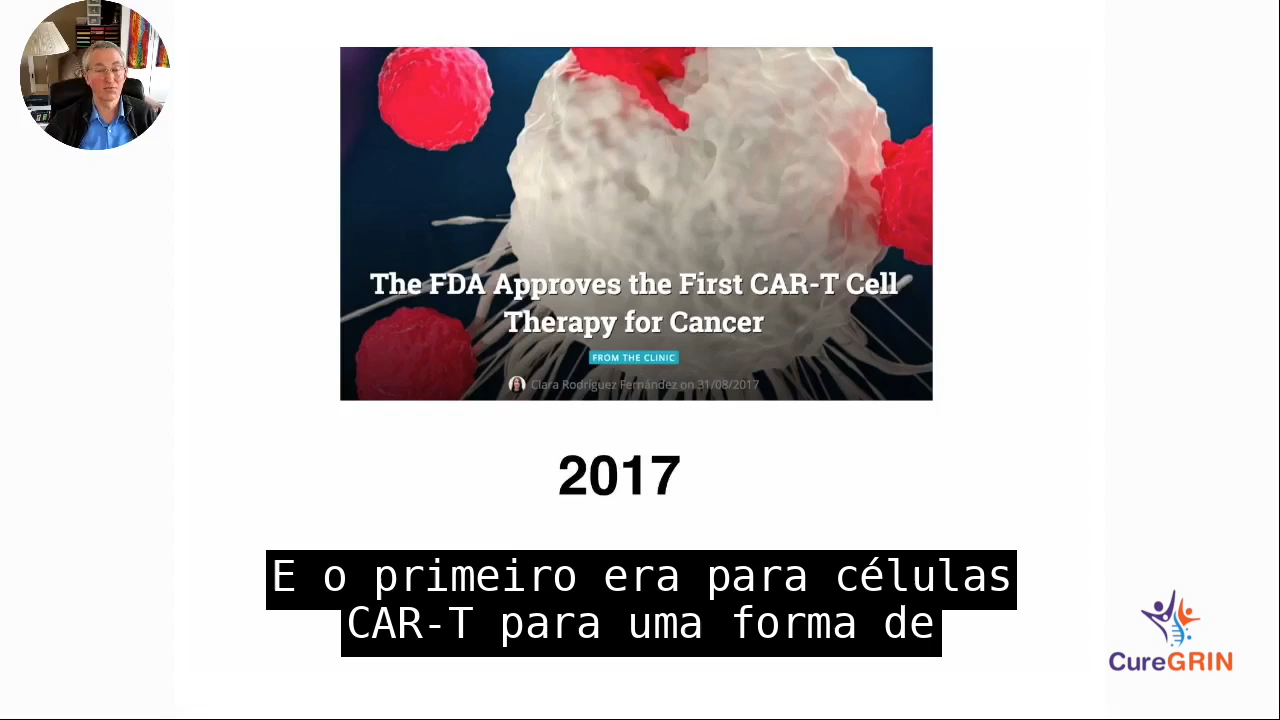 The FDA Approves the First CAR-T Cell
Therapy for Cancer
FROM THE CLINIC
Clara Rodríguez Fernández on 31/08/2017
2017
E o primeiro era para células
CAR-T para uma forma de
CureGRIN